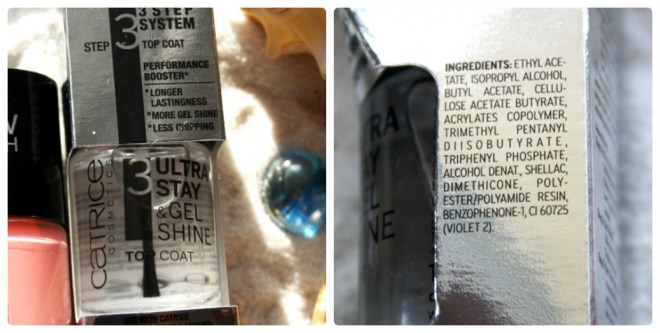 3 STEP
SYSTEM
STEP 3 TOP COAT
PERFORMANCE
BOOSTER*
*LONGER
LASTINGNESS
*MORE GEL SHINE
*LESS CHIPPING
CATRICE
COSMETICS
3 ULTRA
STAY
& GEL
SHINE
TOP COAT
INGREDIENTS: ETHYL ACE-
TATE, ISOPROPYL ALCOHOL,
BUTYL ACETATE, CELLU-
LOSE ACETATE BUTYRATE,
ACRYLATES COPOLYMER,
TRIMETHYL PENTANYL
DIISOBUTYRATE,
TRIPHENYL PHOSPHATE,
ALCOHOL DENAT., SHELLAC,
DIMETHICONE, POLY-
ESTER/POLYAMIDE RESIN,
BENZOPHENONE-1, CI 60725
(VIOLET 2).